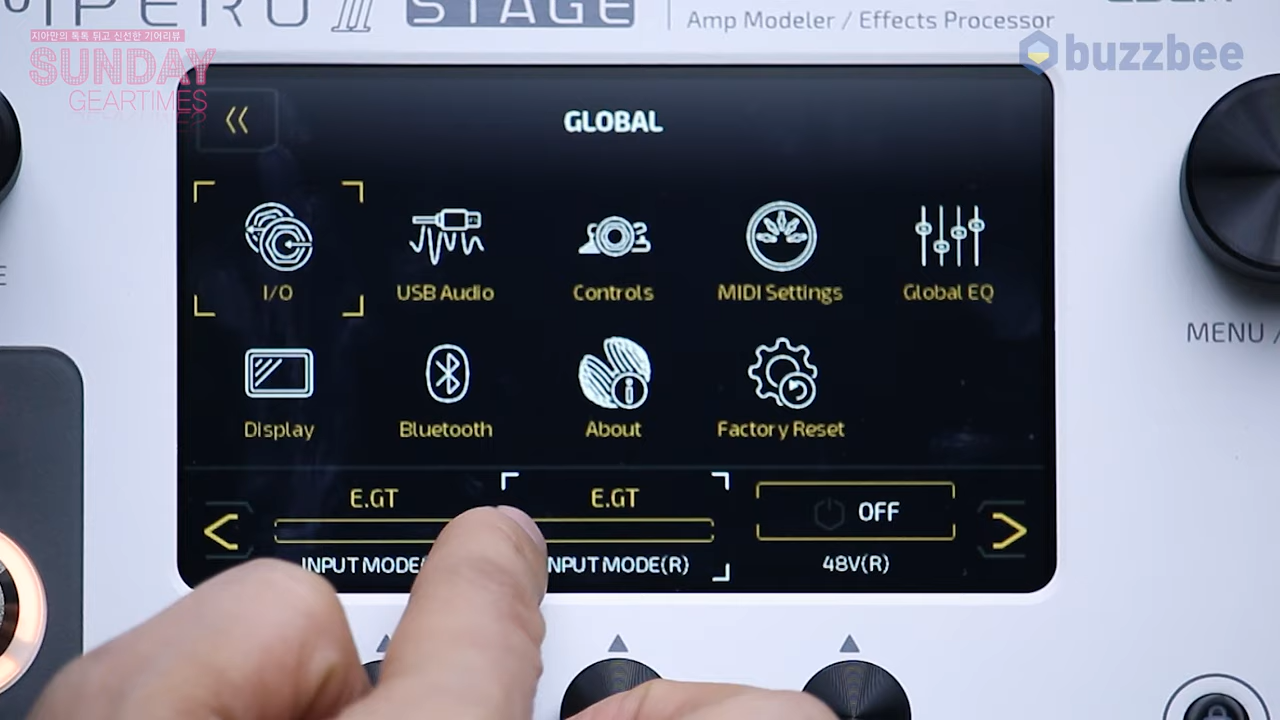 STAGE
Amp Modeler / Effects Processor
지아만의 톡톡 튀고 신선한 기어리뷰
SUNDAY
GEARTIMES
buzzbee
GLOBAL
I/O
USB Audio
Controls
MIDI Settings
Global EQ
MENU /
Display
Bluetooth
About
Factory Reset
E.GT
E.GT
OFF
INPUT MODE
INPUT MODE(R)
48V(R)